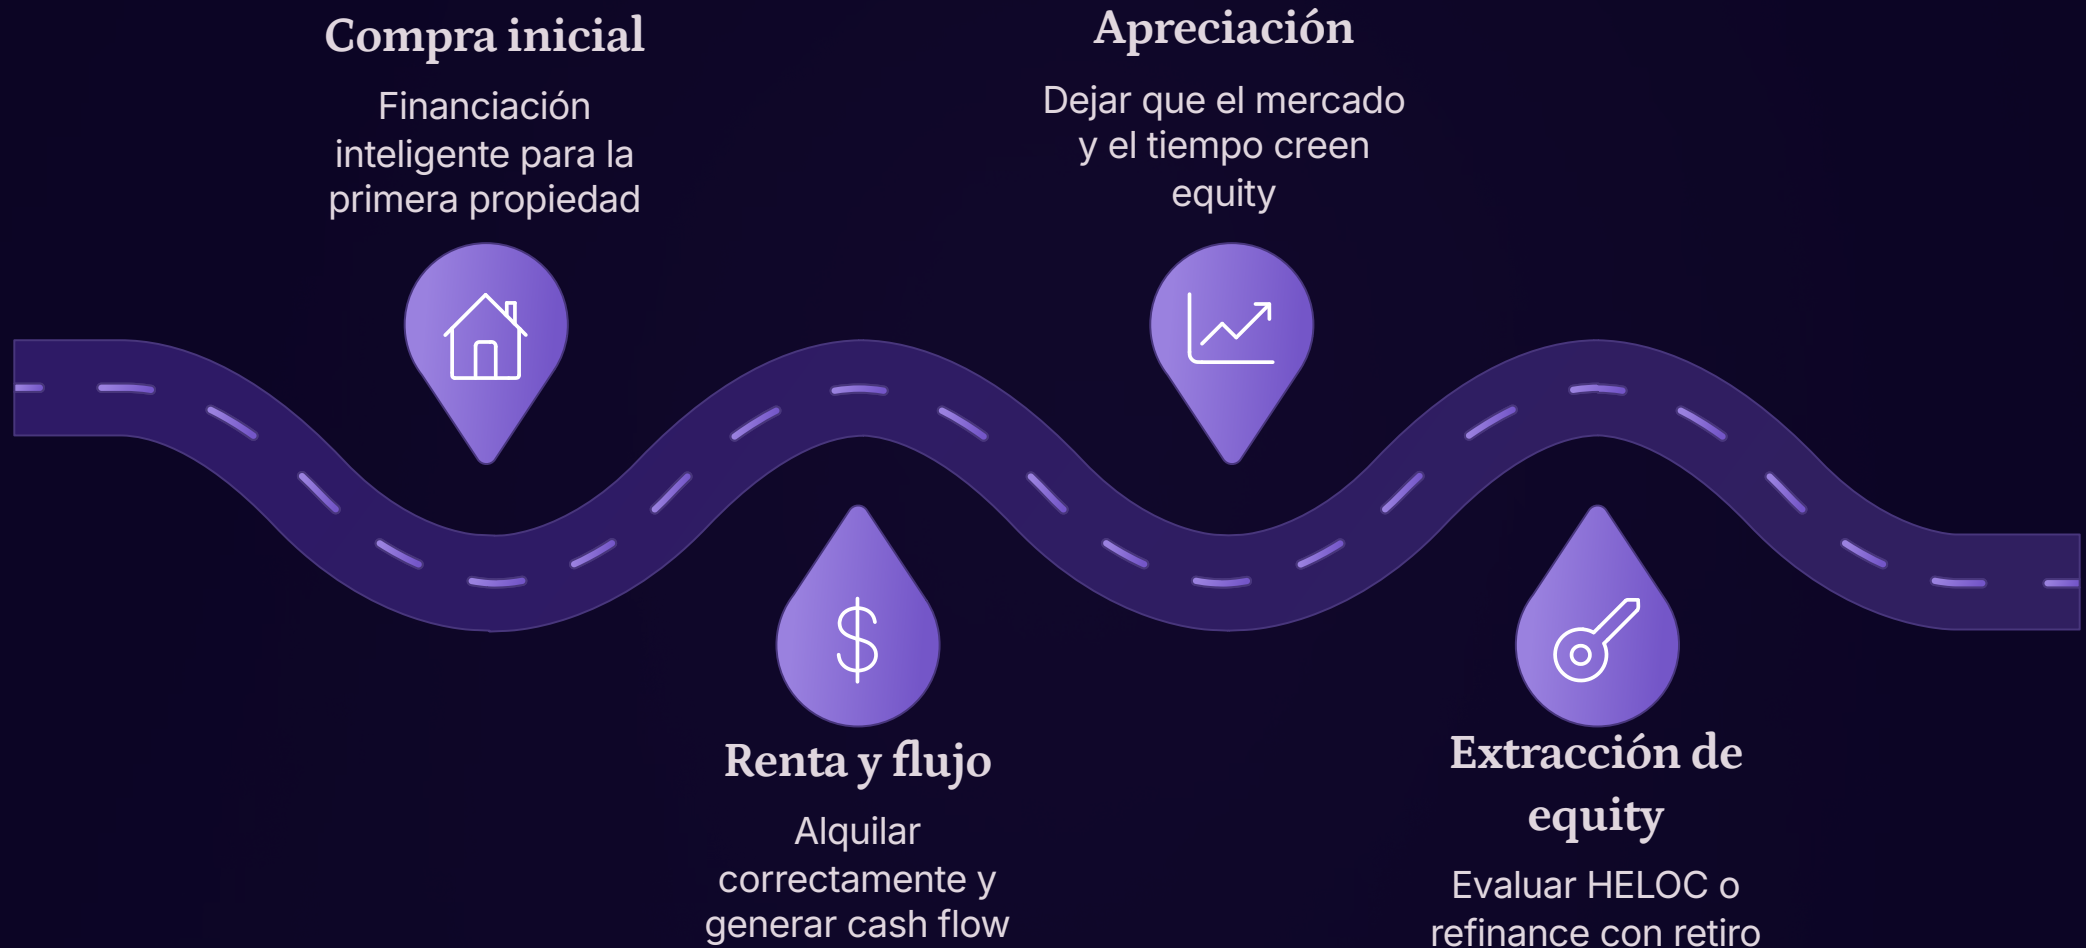 Compra inicial
Financiación
inteligente para la
primera propiedad
Apreciación
Dejar que el mercado
y el tiempo creen
equity
$
Renta y flujo
Alquilar
correctamente y
generar cash flow
Extracción de
equity
Evaluar HELOC o
refinance con retiro